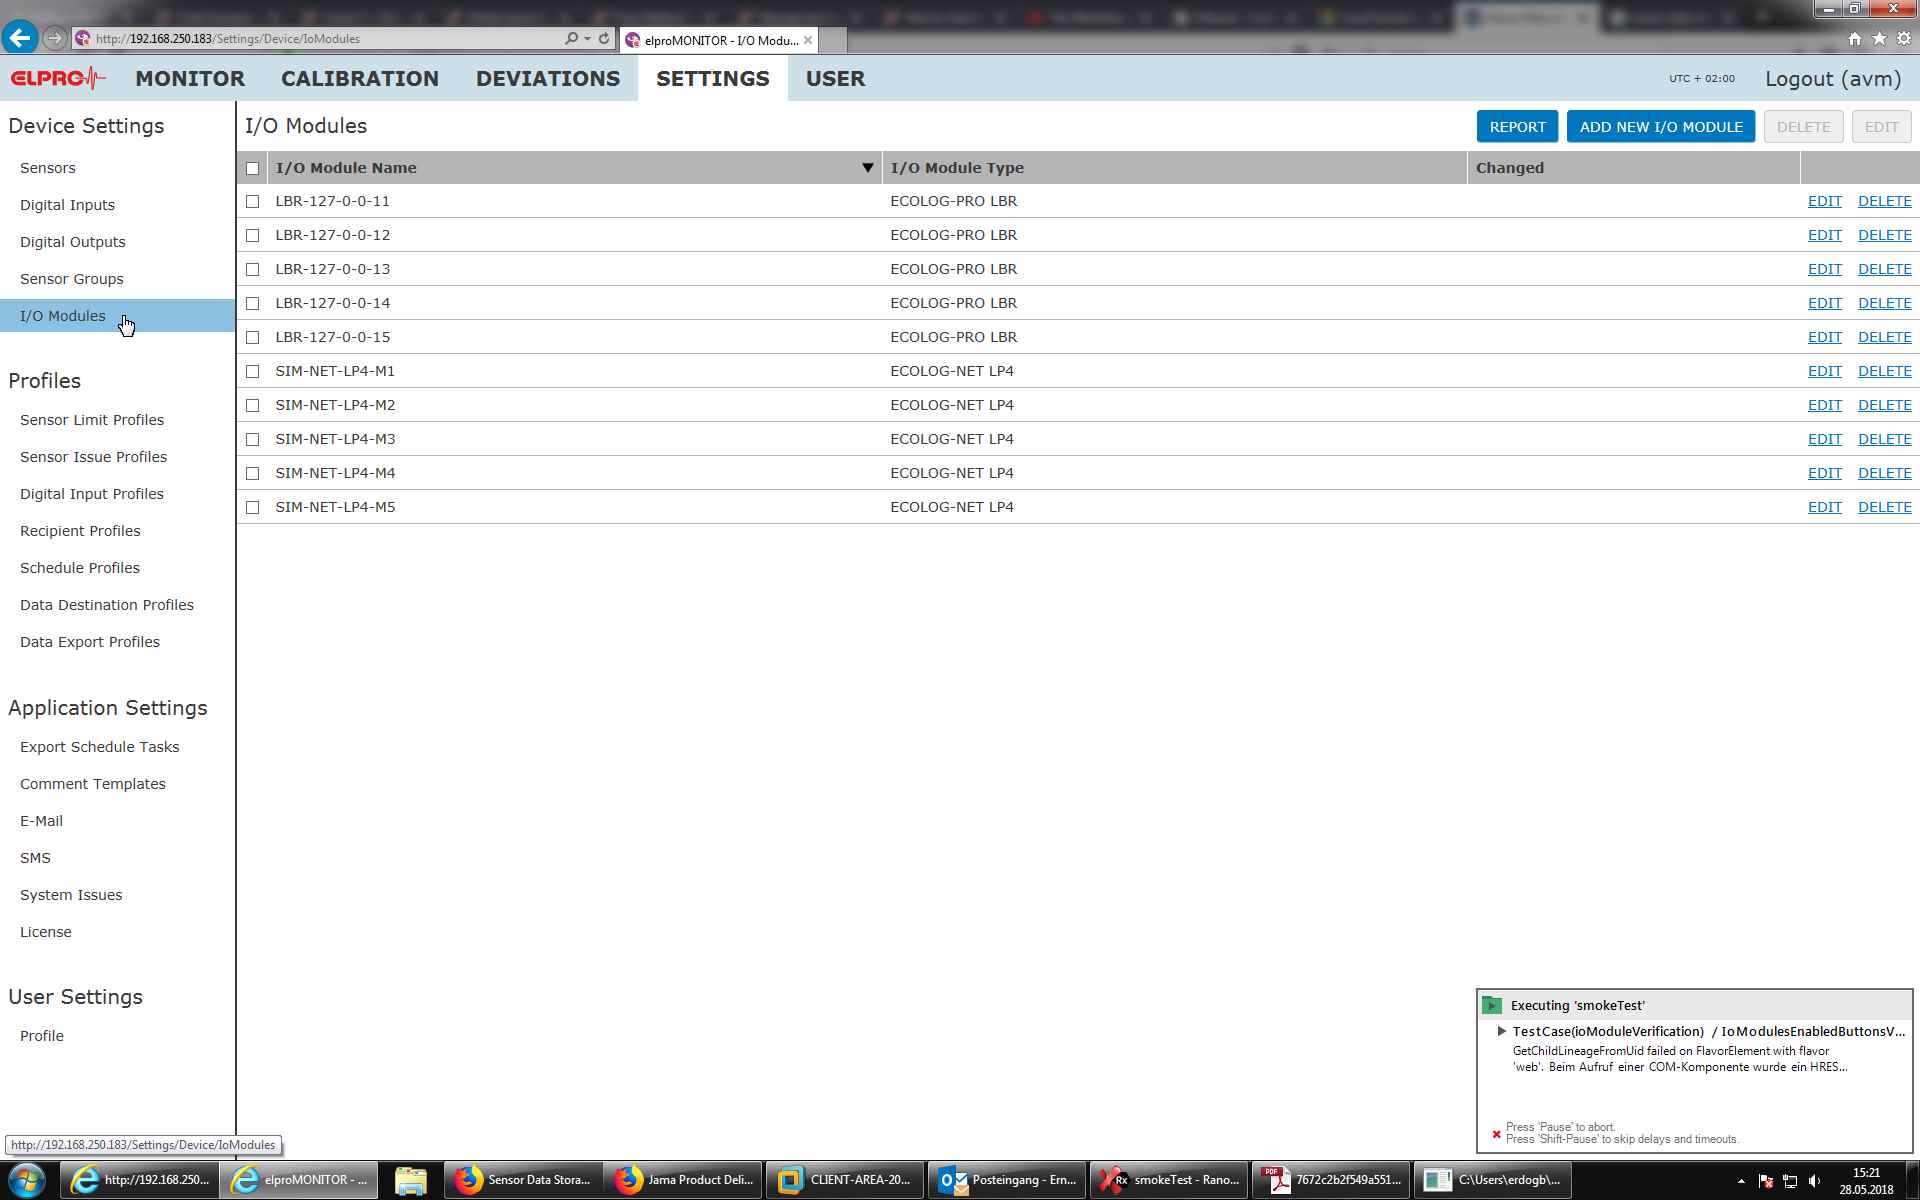 http://192.168.250.183/Settings/Device/IoModules
elproMONITOR - I/O Modu...
ELPRO
MONITOR
CALIBRATION
DEVIATIONS
SETTINGS
USER
UTC + 02:00
Logout (avm)
Device Settings
Sensors
Digital Inputs
Digital Outputs
Sensor Groups
I/O Modules
Profiles
Sensor Limit Profiles
Sensor Issue Profiles
Digital Input Profiles
Recipient Profiles
Schedule Profiles
Data Destination Profiles
Data Export Profiles
Application Settings
Export Schedule Tasks
Comment Templates
E-Mail
SMS
System Issues
License
User Settings
Profile
I/O Modules
REPORT
ADD NEW I/O MODULE
DELETE
EDIT
I/O Module Name I/O Module Type Changed
LBR-127-0-0-11 ECOLOG-PRO LBR EDIT DELETE
LBR-127-0-0-12 ECOLOG-PRO LBR EDIT DELETE
LBR-127-0-0-13 ECOLOG-PRO LBR EDIT DELETE
LBR-127-0-0-14 ECOLOG-PRO LBR EDIT DELETE
LBR-127-0-0-15 ECOLOG-PRO LBR EDIT DELETE
SIM-NET-LP4-M1 ECOLOG-NET LP4 EDIT DELETE
SIM-NET-LP4-M2 ECOLOG-NET LP4 EDIT DELETE
SIM-NET-LP4-M3 ECOLOG-NET LP4 EDIT DELETE
SIM-NET-LP4-M4 ECOLOG-NET LP4 EDIT DELETE
SIM-NET-LP4-M5 ECOLOG-NET LP4 EDIT DELETE
Executing 'smokeTest'
TestCase(ioModuleVerification) / IoModulesEnabledButtonsV...
GetChildLineageFromUid failed on FlavorElement with flavor
'web'. Beim Aufruf einer COM-Komponente wurde ein HRES...
Press 'Pause' to abort.
Press 'Shift-Pause' to skip delays and timeouts.
http://192.168.250.183/Settings/Device/IoModules
http://192.168.250...
elproMONITOR - ...
Sensor Data Stora...
Jama Product Deli...
CLIENT-AREA-20...
Posteingang - Ern...
Rx
smokeTest - Rano...
PDF
7672c2b2f549a551...
C:\Users\erdogb\...
15:21
28.05.2018